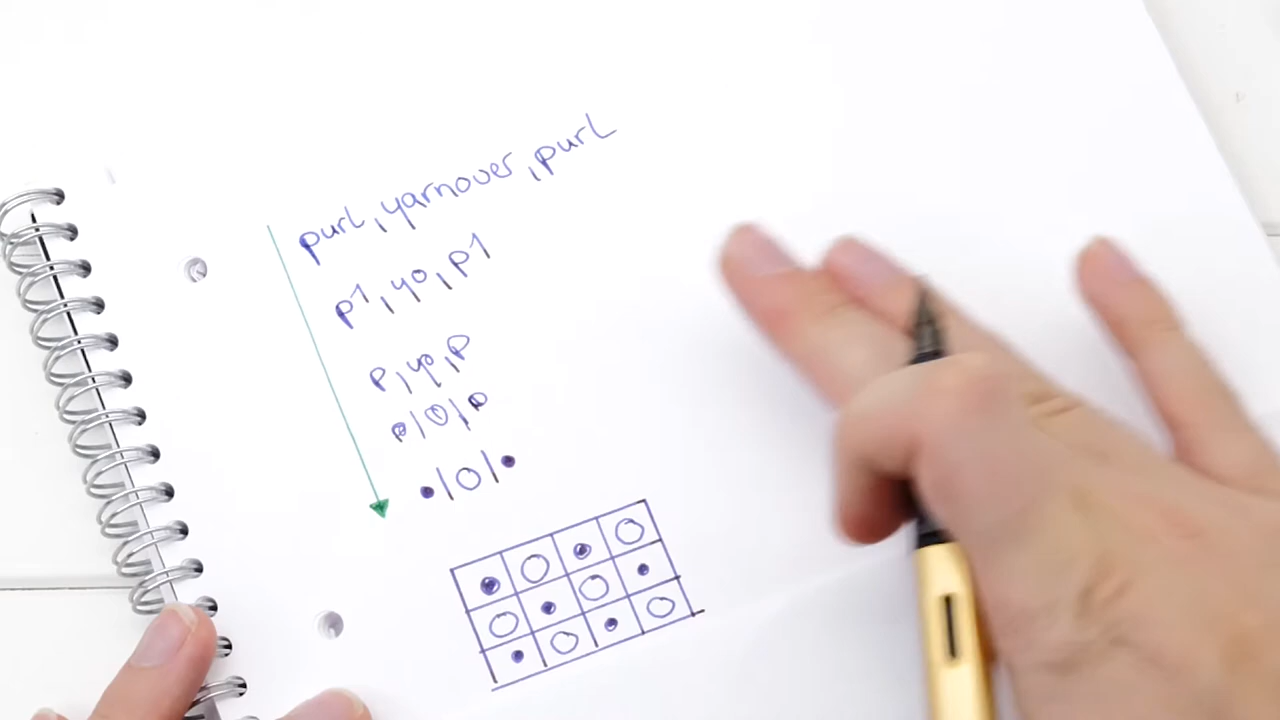 purl, yarnover, purl
p1, yo, p1
p, yo, p
p|O|p
•|O|•